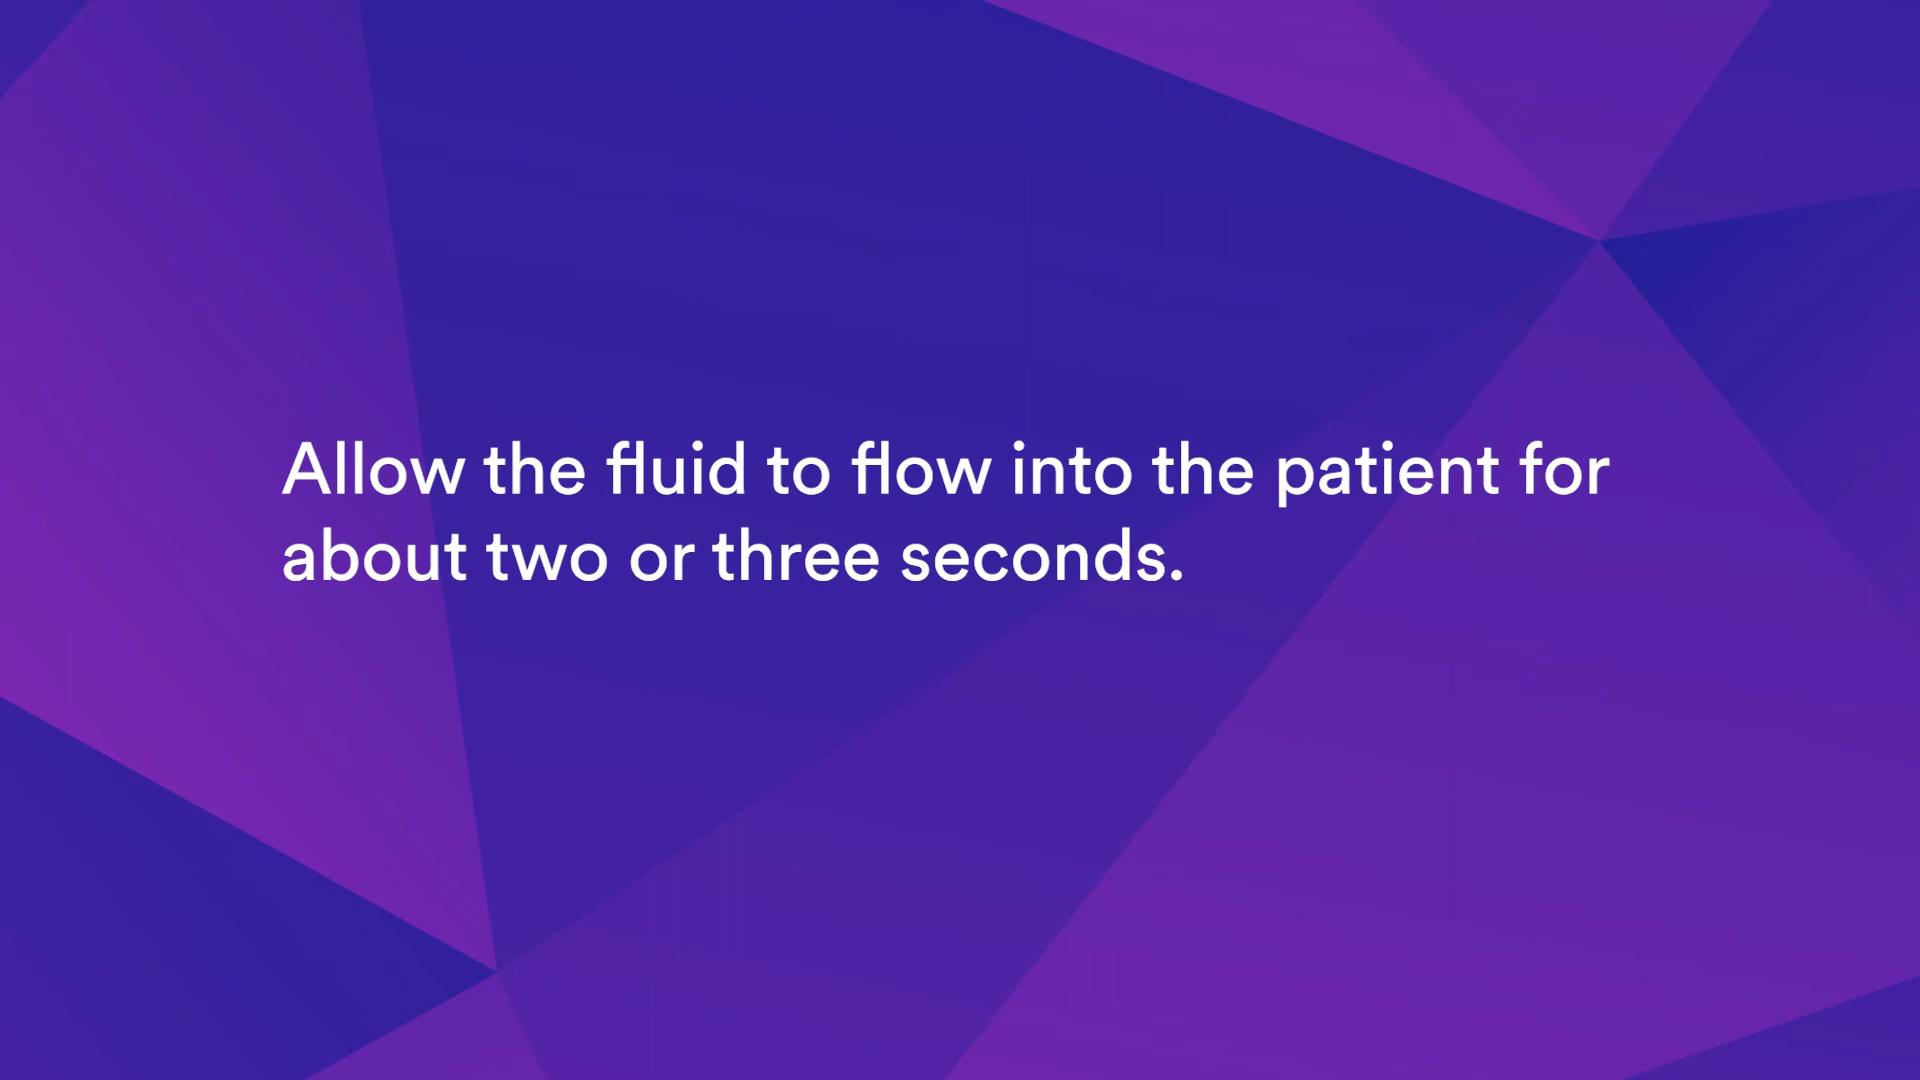 Allow the fluid to flow into the patient for
about two or three seconds.